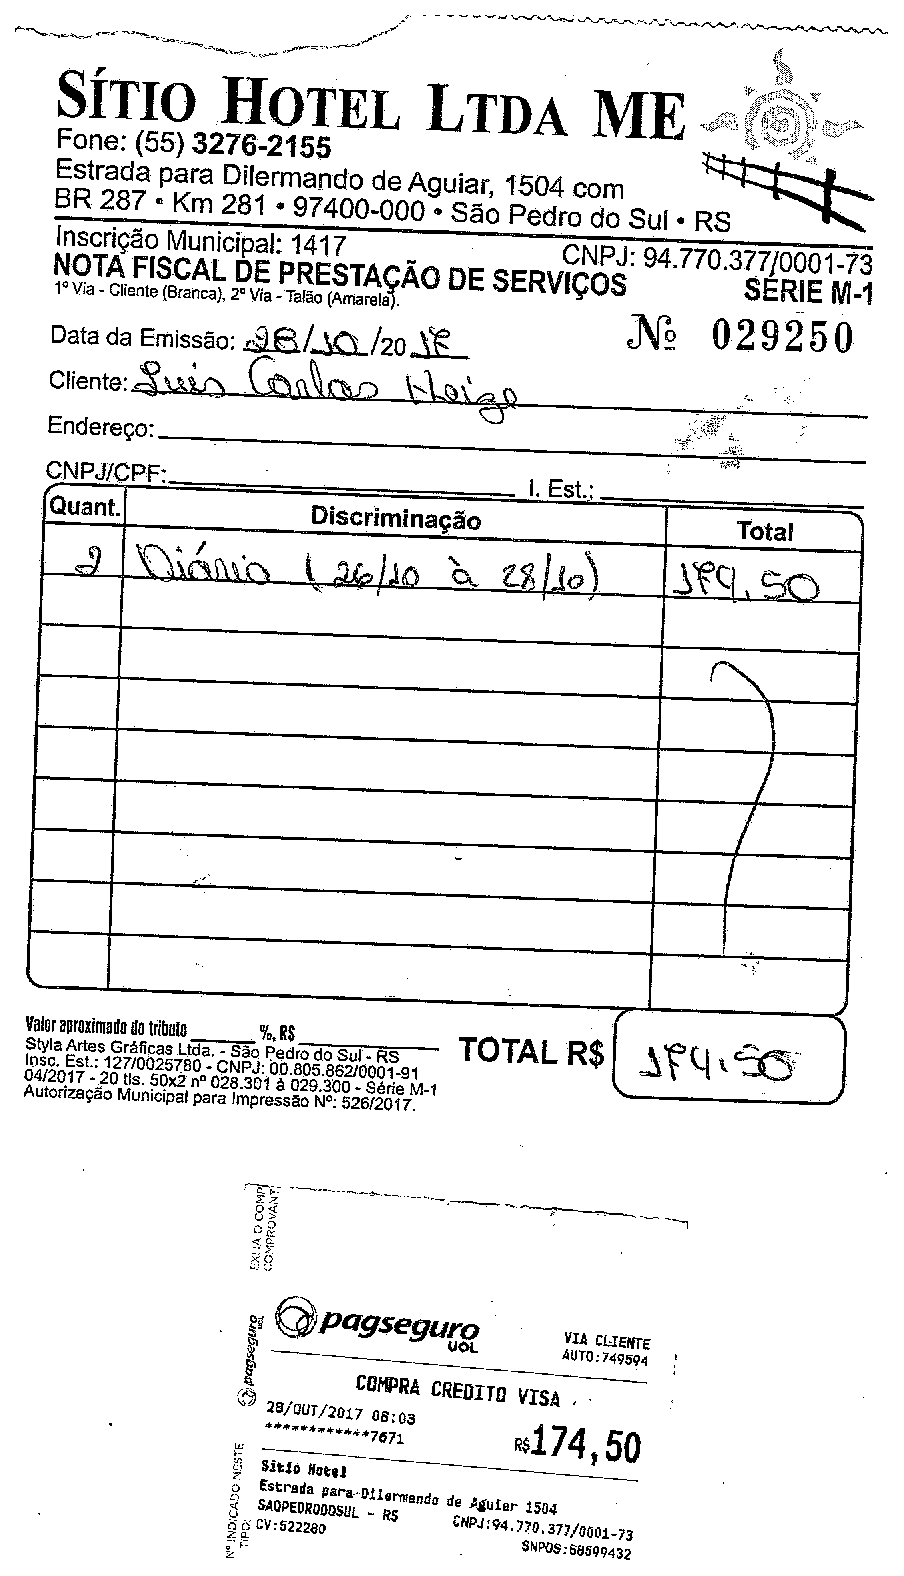 SÍTIO HOTEL LTDA ME
Fone: (55) 3276-2155
Estrada para Dilermando de Aguiar, 1504 com
BR 287 • Km 281 • 97400-000 • São Pedro do Sul • RS
Inscrição Municipal: 1417
CNPJ: 94.770.377/0001-73
NOTA FISCAL DE PRESTAÇÃO DE SERVIÇOS
SÉRIE M-1
1ª Via - Cliente (Branca), 2ª Via - Talão (Amarela).
Nº 029250
Data da Emissão: 28/10/2017
Cliente: Luis Carlos Heize
Endereço:
CNPJ/CPF: I. Est.:
Quant. Discriminação Total
2 Diária (26/10 à 28/10) 174,50
Valor aproximado do tributo %, R$
Styla Artes Gráficas Ltda. - São Pedro do Sul - RS
Insc. Est.: 127/0025780 - CNPJ: 00.805.862/0001-91
04/2017 - 20 tls. 50x2 nº 028.301 à 029.300 - Série M-1
Autorização Municipal para Impressão Nº: 526/2017.
TOTAL R$ 174,50
pagseguro
UOL
VIA CLIENTE
AUTO:749594
COMPRA CREDITO VISA
28/OUT/2017 08:03
************7671
R$174,50
Sitio Hotel
Estrada para Dilermando de Aguiar 1504
SAOPEDRODOSUL - RS
CNPJ:94.770.377/0001-73
CV:522280
SNPOS:68599432
pagseguro
UOL
Nº INDICADO NESTE
TIPO: